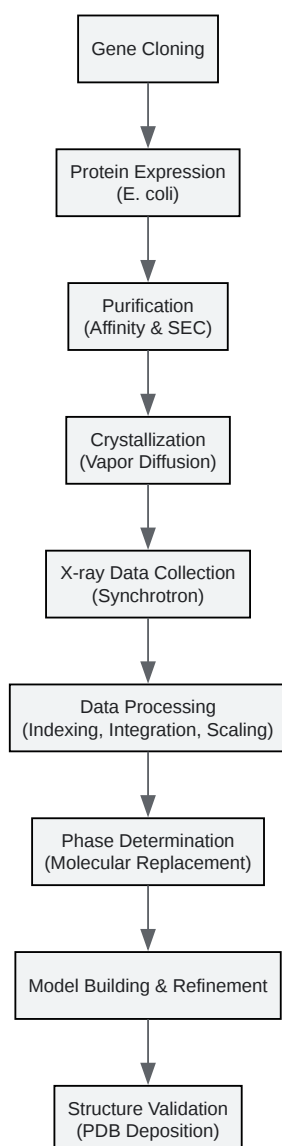 Gene Cloning
Protein Expression
(E. coli)
Purification
(Affinity & SEC)
Crystallization
(Vapor Diffusion)
X-ray Data Collection
(Synchrotron)
Data Processing
(Indexing, Integration, Scaling)
Phase Determination
(Molecular Replacement)
Model Building & Refinement
Structure Validation
(PDB Deposition)